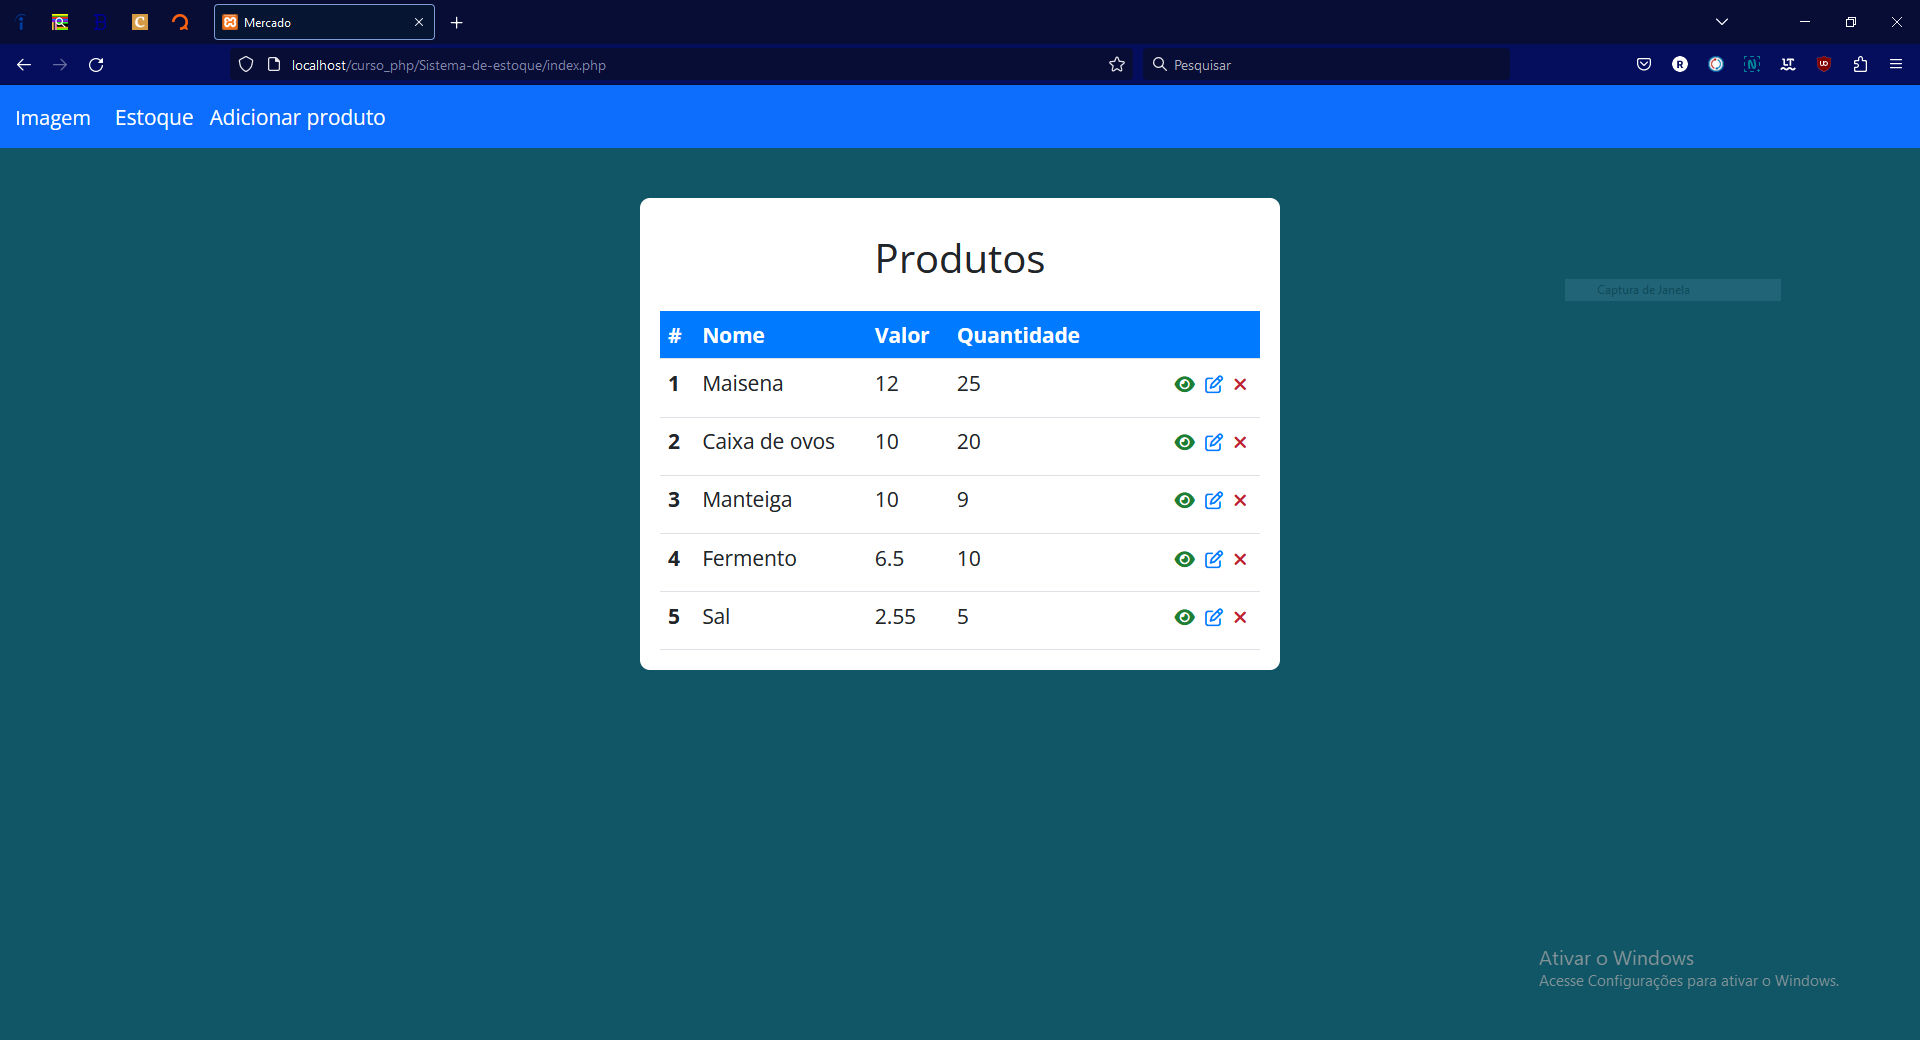 Mercado
localhost/curso_php/Sistema-de-estoque/index.php
Pesquisar
Imagem Estoque Adicionar produto
Produtos
Captura de Janela
# Nome Valor Quantidade
1 Maisena 12 25
2 Caixa de ovos 10 20
3 Manteiga 10 9
4 Fermento 6.5 10
5 Sal 2.55 5
Ativar o Windows
Acesse Configurações para ativar o Windows.